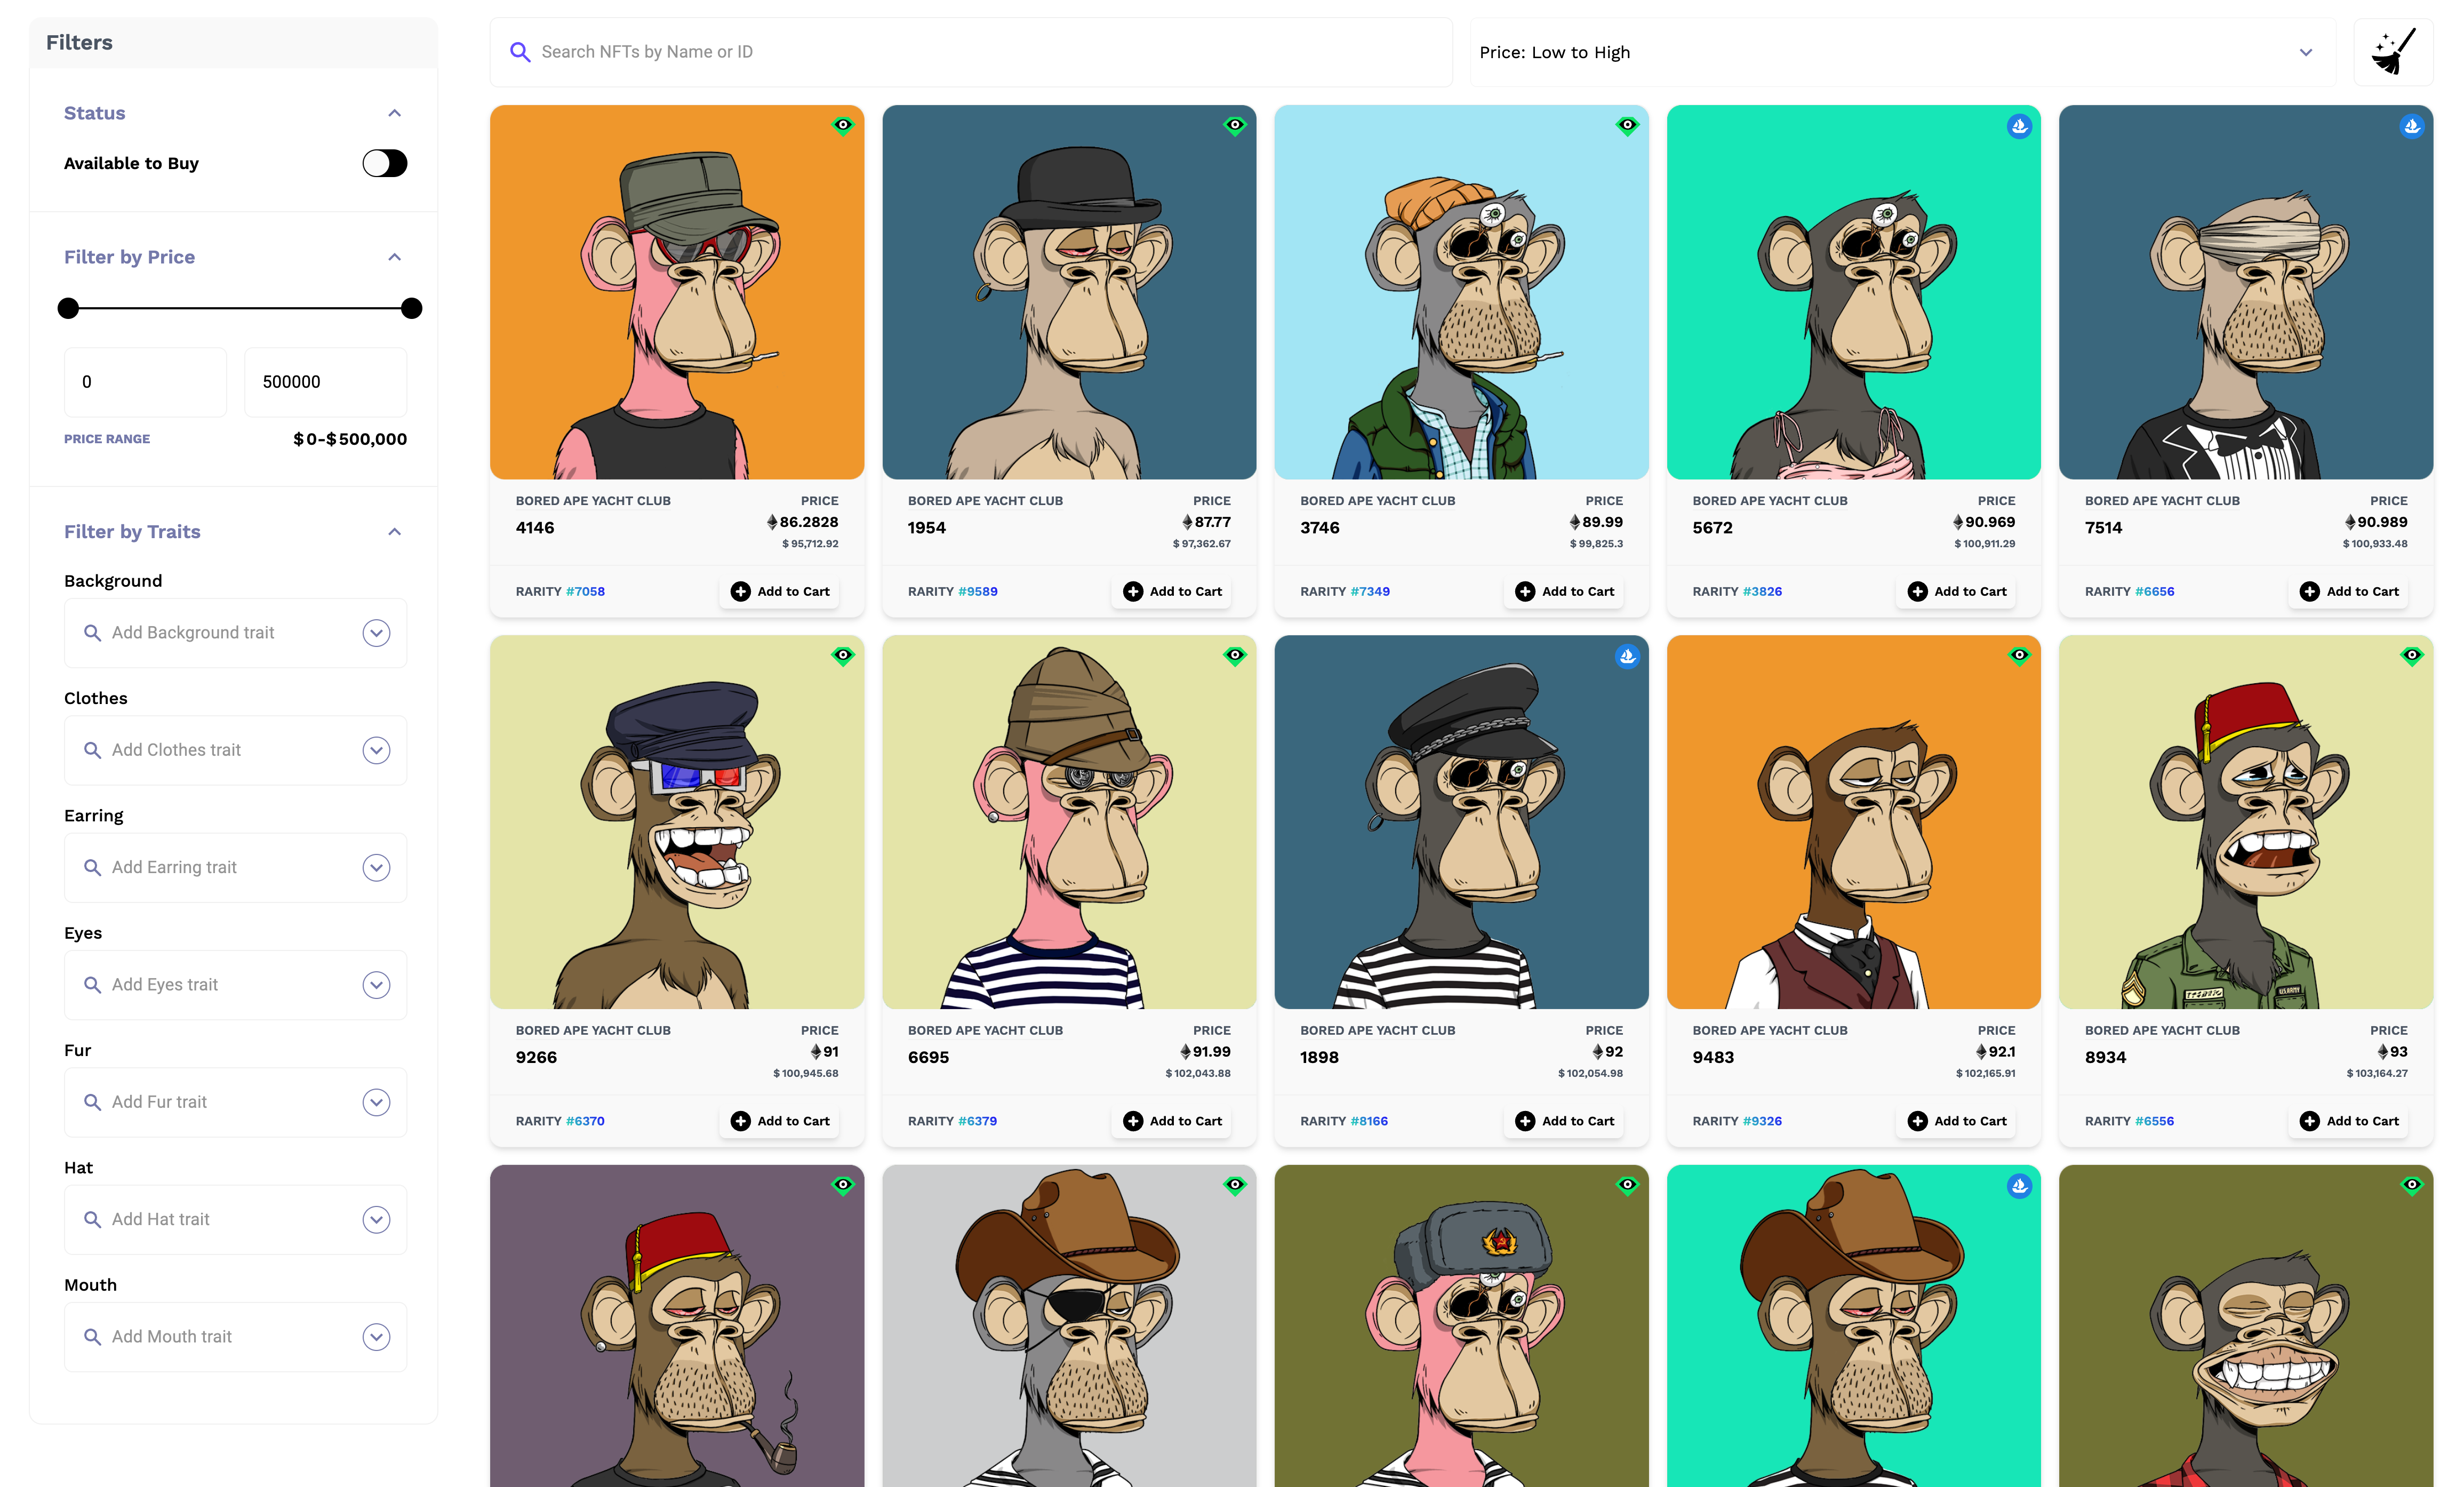 Filters
Status
Available to Buy
Filter by Price
0
500000
PRICE RANGE
$ 0-$ 500,000
Filter by Traits
Background
Add Background trait
Clothes
Add Clothes trait
Earring
Add Earring trait
Eyes
Add Eyes trait
Fur
Add Fur trait
Hat
Add Hat trait
Mouth
Add Mouth trait
Search NFTs by Name or ID
Price: Low to High
BORED APE YACHT CLUB
PRICE
4146
86.2828
$ 95,712.92
RARITY #7058
Add to Cart
BORED APE YACHT CLUB
PRICE
1954
87.77
$ 97,362.67
RARITY #9589
Add to Cart
BORED APE YACHT CLUB
PRICE
3746
89.99
$ 99,825.3
RARITY #7349
Add to Cart
BORED APE YACHT CLUB
PRICE
5672
90.969
$ 100,911.29
RARITY #3826
Add to Cart
BORED APE YACHT CLUB
PRICE
7514
90.989
$ 100,933.48
RARITY #6656
Add to Cart
BORED APE YACHT CLUB
PRICE
9266
91
$ 100,945.68
RARITY #6370
Add to Cart
BORED APE YACHT CLUB
PRICE
6695
91.99
$ 102,043.88
RARITY #6379
Add to Cart
BORED APE YACHT CLUB
PRICE
1898
92
$ 102,054.98
RARITY #8166
Add to Cart
BORED APE YACHT CLUB
PRICE
9483
92.1
$ 102,165.91
RARITY #9326
Add to Cart
U.S.ARMY
BORED APE YACHT CLUB
PRICE
8934
93
$ 103,164.27
RARITY #6556
Add to Cart